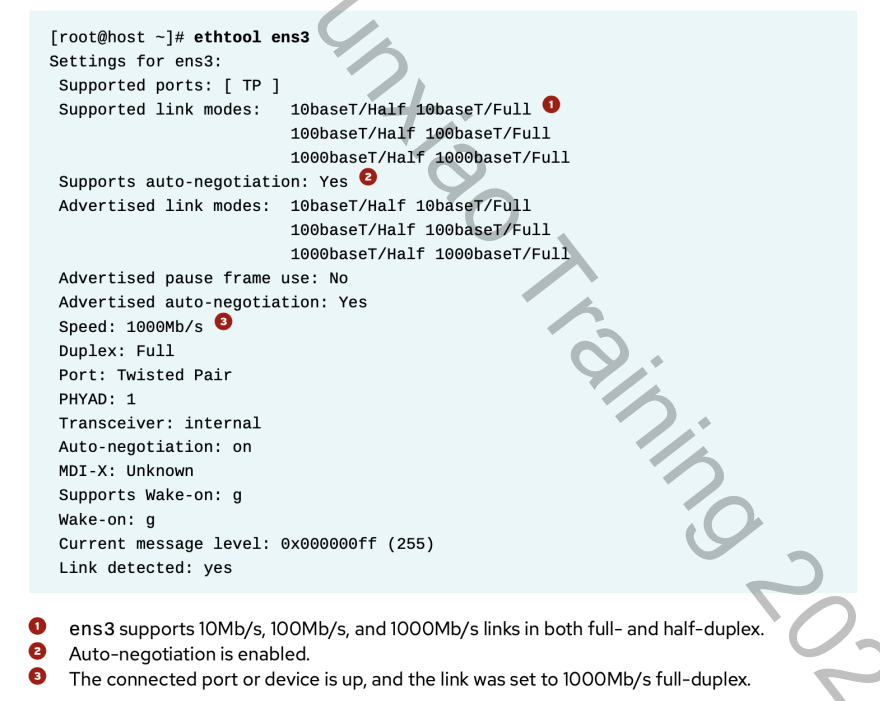 [root@host ~]# ethtool ens3
Settings for ens3:
Supported ports: [ TP ]
Supported link modes: 10baseT/Half 10baseT/Full 1
100baseT/Half 100baseT/Full
1000baseT/Half 1000baseT/Full
Supports auto-negotiation: Yes 2
Advertised link modes: 10baseT/Half 10baseT/Full
100baseT/Half 100baseT/Full
1000baseT/Half 1000baseT/Full
Advertised pause frame use: No
Advertised auto-negotiation: Yes
Speed: 1000Mb/s 3
Duplex: Full
Port: Twisted Pair
PHYAD: 1
Transceiver: internal
Auto-negotiation: on
MDI-X: Unknown
Supports Wake-on: g
Wake-on: g
Current message level: 0x000000ff (255)
Link detected: yes
1 ens3 supports 10Mb/s, 100Mb/s, and 1000Mb/s links in both full- and half-duplex.
2 Auto-negotiation is enabled.
3 The connected port or device is up, and the link was set to 1000Mb/s full-duplex.
unxiao Training 202